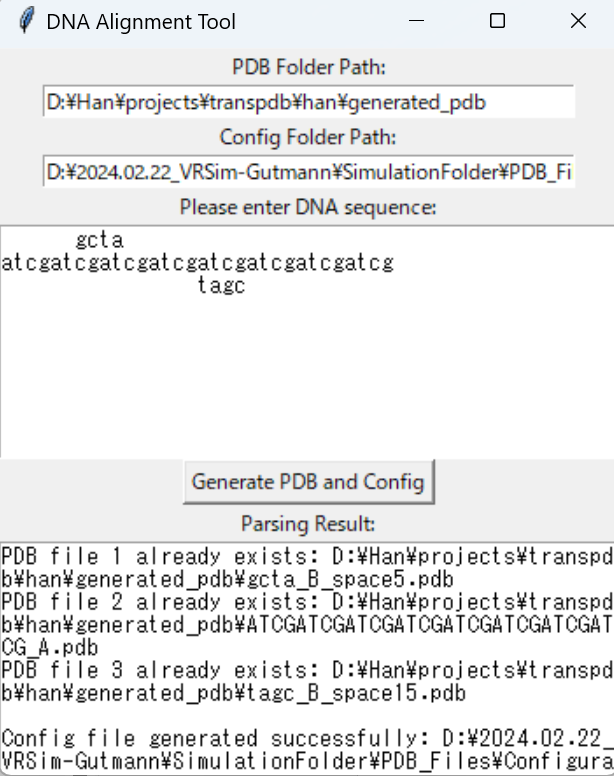 DNA Alignment Tool
PDB Folder Path:
D:¥Han¥projects¥transpdb¥han¥generated_pdb
Config Folder Path:
D:¥2024.02.22_VRSim-Gutmann¥SimulationFolder¥PDB_Fi
Please enter DNA sequence:
gcta
atcgatcgatcgatcgatcgatcgatcgatcg
tagc
Generate PDB and Config
Parsing Result:
PDB file 1 already exists: D:¥Han¥projects¥transpd
b¥han¥generated_pdb¥gcta_B_space5.pdb
PDB file 2 already exists: D:¥Han¥projects¥transpd
b¥han¥generated_pdb¥ATCGATCGATCGATCGATCGATCGATCGAT
CG_A.pdb
PDB file 3 already exists: D:¥Han¥projects¥transpd
b¥han¥generated_pdb¥tagc_B_space15.pdb
Config file generated successfully: D:¥2024.02.22_
VRSim-Gutmann¥SimulationFolder¥PDB_Files¥Configura